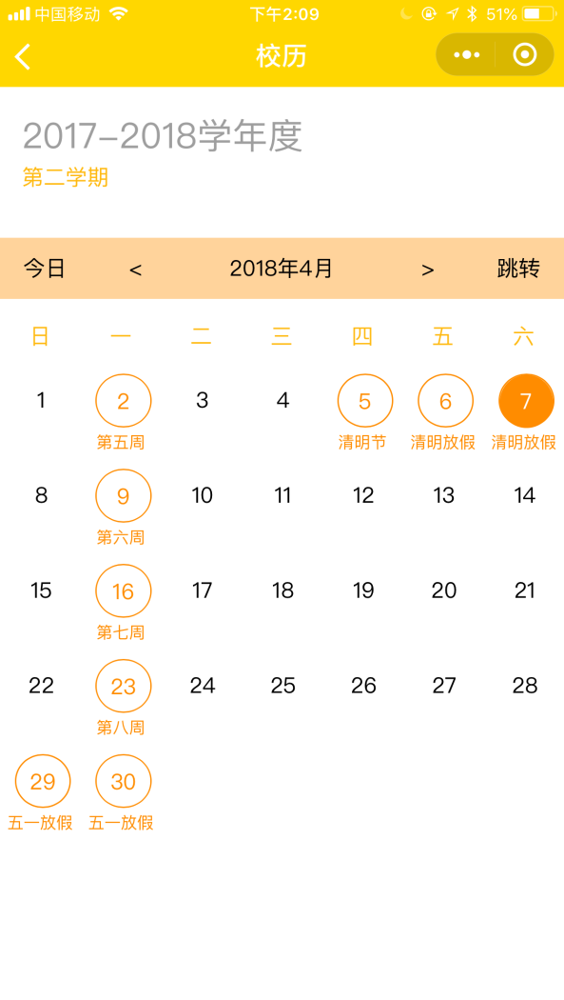 中国移动 下午2:09 51%
校历
2017-2018学年度
第二学期
今日 < 2018年4月 > 跳转
日 一 二 三 四 五 六
1 2 3 4 5 6 7
第五周 清明节 清明放假 清明放假
8 9 10 11 12 13 14
第六周
15 16 17 18 19 20 21
第七周
22 23 24 25 26 27 28
第八周
29 30
五一放假 五一放假